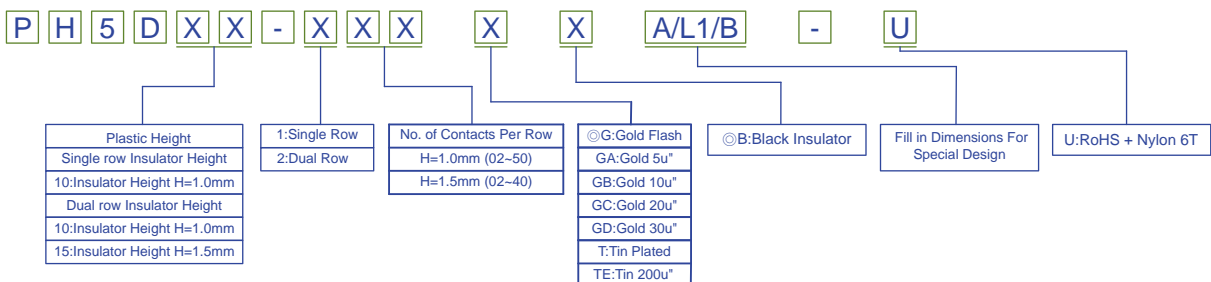 P H 5 D X X - X X X X X A/L1/B - U
Plastic Height
Single row Insulator Height
10:Insulator Height H=1.0mm
Dual row Insulator Height
10:Insulator Height H=1.0mm
15:Insulator Height H=1.5mm
1:Single Row
2:Dual Row
No. of Contacts Per Row
H=1.0mm (02~50)
H=1.5mm (02~40)
◎G:Gold Flash
GA:Gold 5u"
GB:Gold 10u"
GC:Gold 20u"
GD:Gold 30u"
T:Tin Plated
TE:Tin 200u"
◎B:Black Insulator
Fill in Dimensions For
Special Design
U:RoHS + Nylon 6T